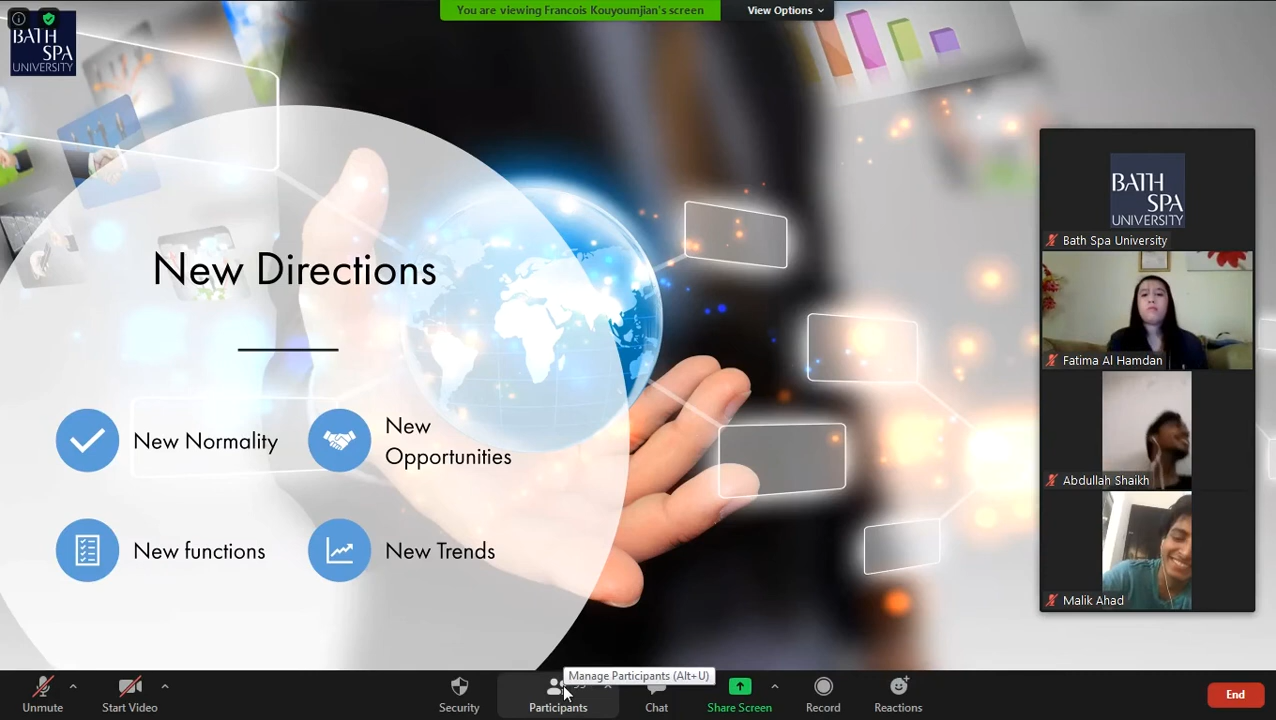 You are viewing Francois Kouyoumjian's screen
View Options
BATH
SPA
UNIVERSITY
New Directions
New Normality
New
Opportunities
New functions
New Trends
BATH
SPA
UNIVERSITY
Bath Spa University
Fatima Al Hamdan
Abdullah Shaikh
Malik Ahad
Manage Participants (Alt+U)
Unmute
Start Video
Security
Participants
Chat
Share Screen
Record
Reactions
End